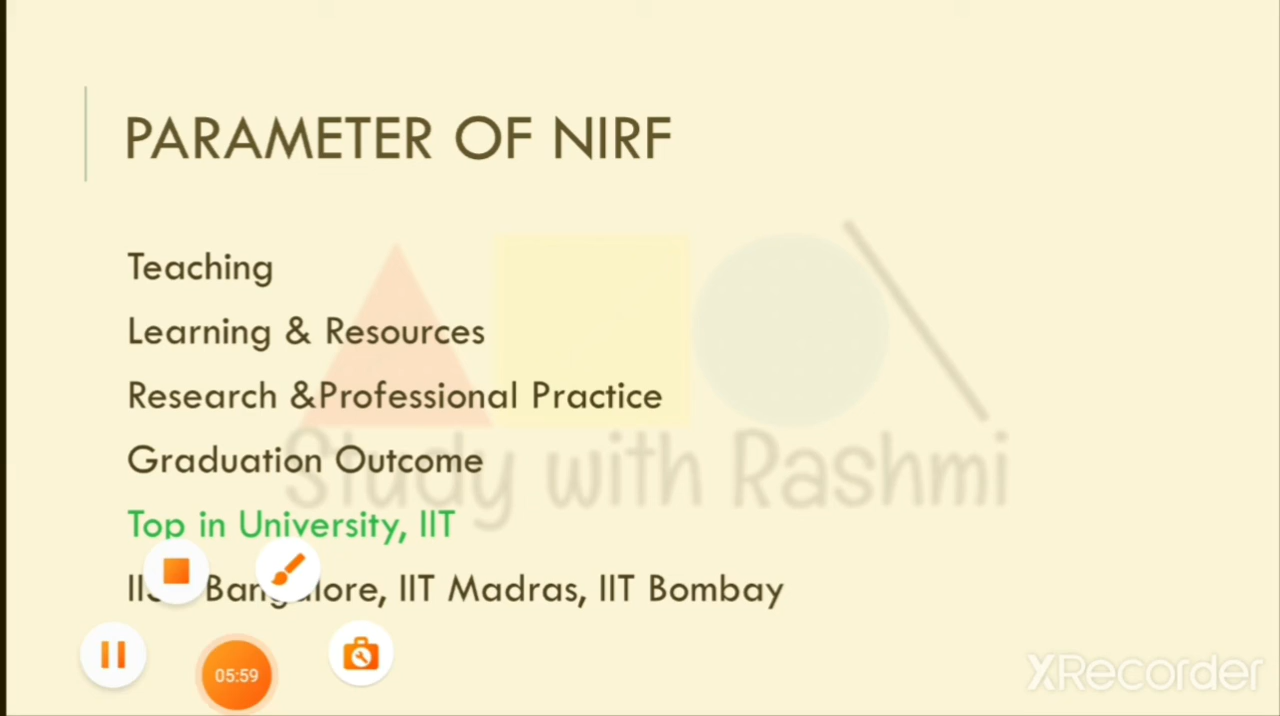 PARAMETER OF NIRF
Teaching
Learning & Resources
Research &Professional Practice
Graduation Outcome
Study with Rashmi
Top in University, IIT
Bangalore, IIT Madras, IIT Bombay
05:59
XRecorder